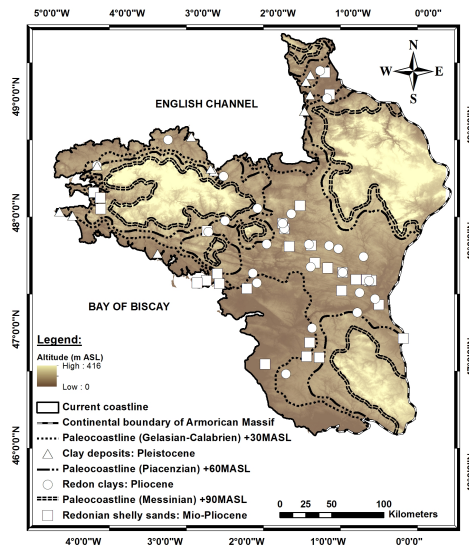 5°0'0"W 4°0'0"W 3°0'0"W 2°0'0"W 1°0'0"W 0°0'0"
N
W E
S
49°0'0"N
ENGLISH CHANNEL
48°0'0"N
BAY OF BISCAY
47°0'0"N
46°0'0"N
Legend:
Altitude (m ASL)
High : 416
Low : 0
Current coastline
Continental boundary of Armorican Massif
Paleocoastline (Gelasian-Calabrien) +30MASL
Clay deposits: Pleistocene
Paleocoastline (Piacenzian) +60MASL
Redon clays: Pliocene
Paleocoastline (Messinian) +90MASL
Redonian shelly sands: Mio-Pliocene
0 25 50 100
Kilometers
4°0'0"W 3°0'0"W 2°0'0"W 1°0'0"W 0°0'0"